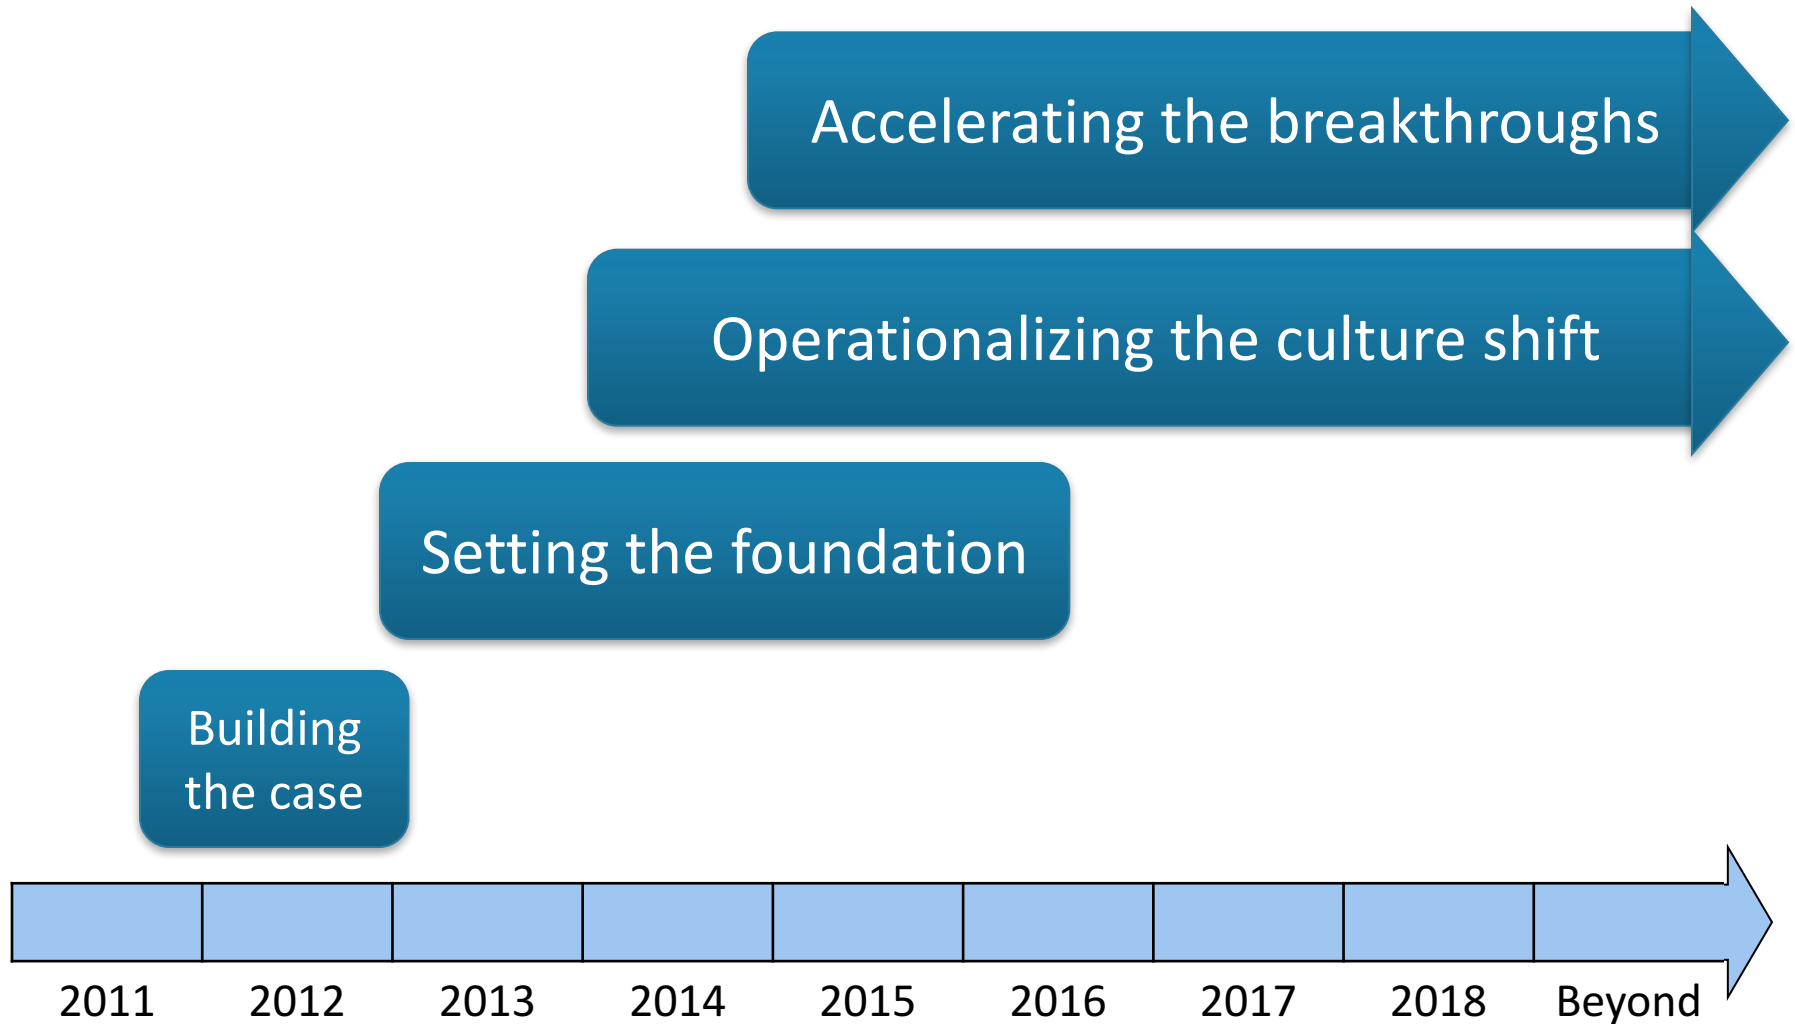 Accelerating the breakthroughs
Operationalizing the culture shift
Setting the foundation
Building
the case
2011 2012 2013 2014 2015 2016 2017 2018 Beyond